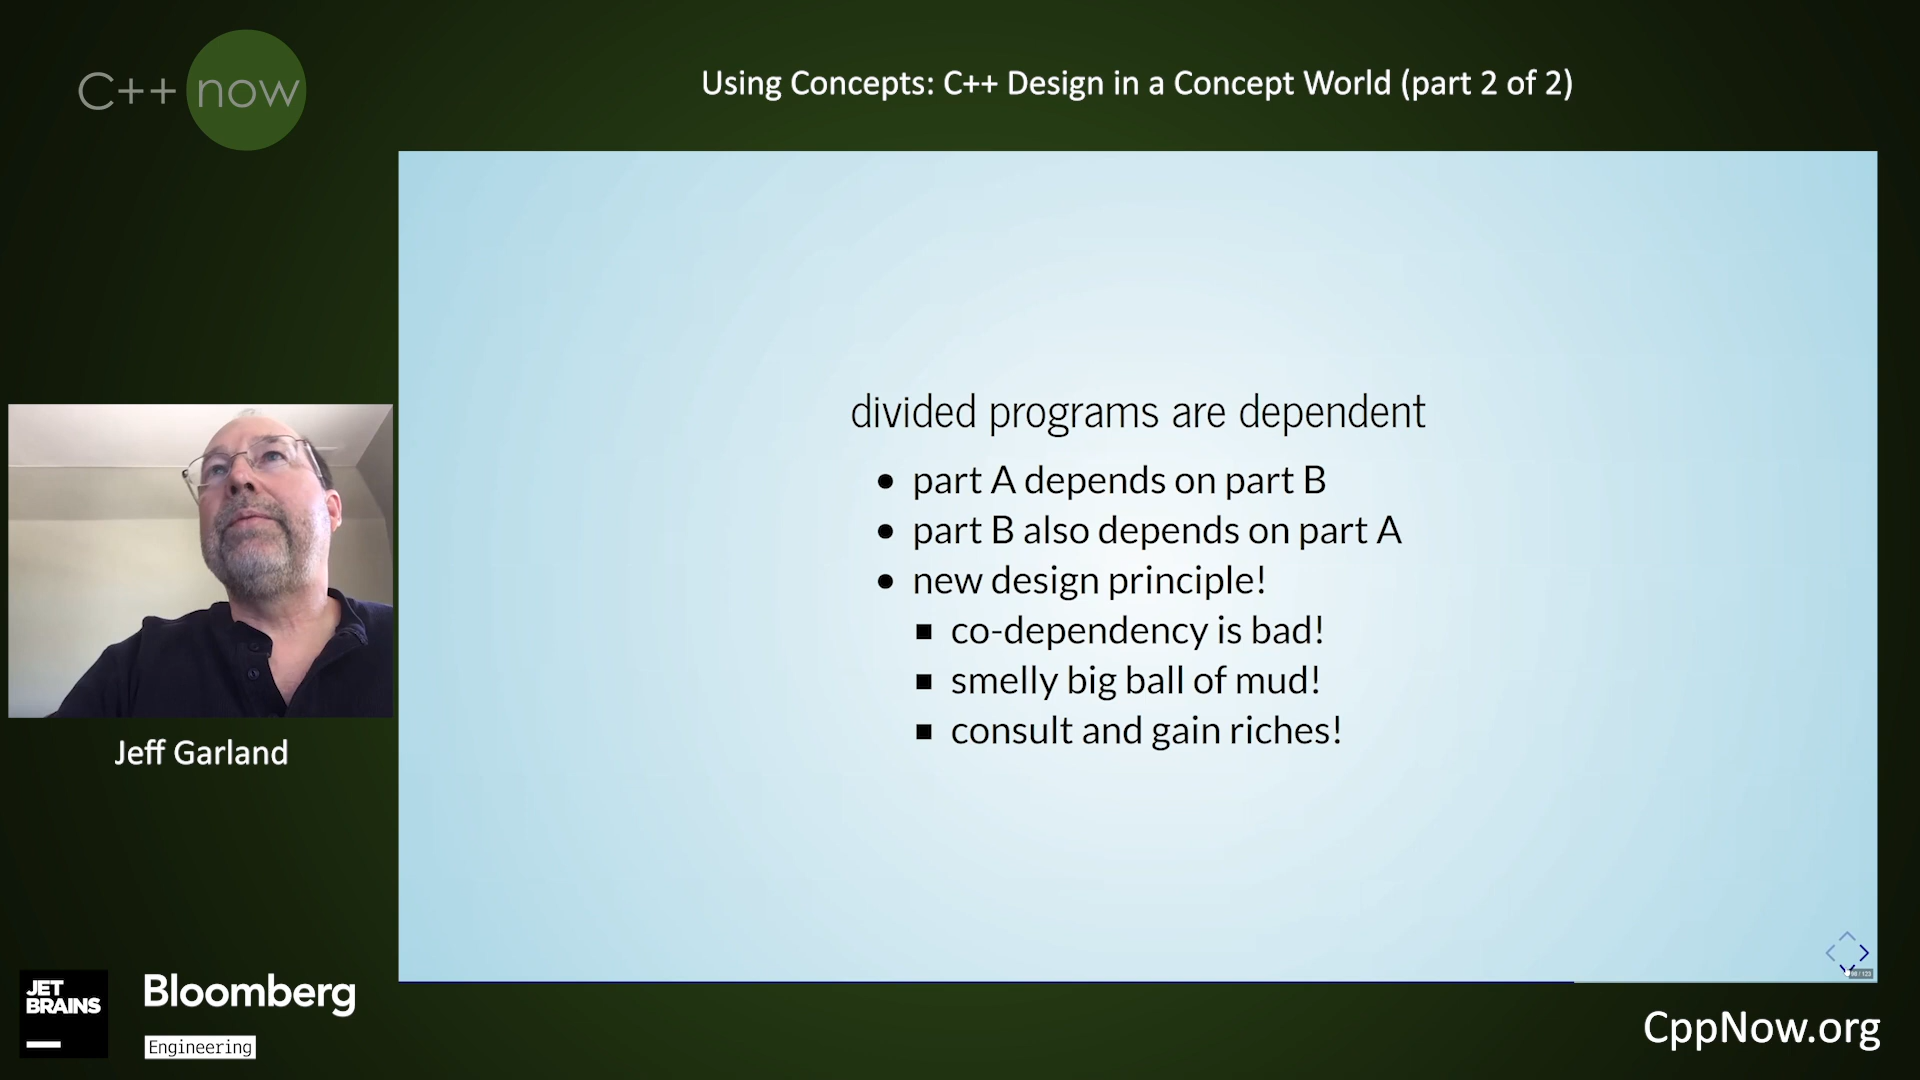 C++ now
Using Concepts: C++ Design in a Concept World (part 2 of 2)
divided programs are dependent
part A depends on part B
part B also depends on part A
new design principle!
co-dependency is bad!
smelly big ball of mud!
consult and gain riches!
Jeff Garland
JET
BRAINS
Bloomberg
Engineering
CppNow.org